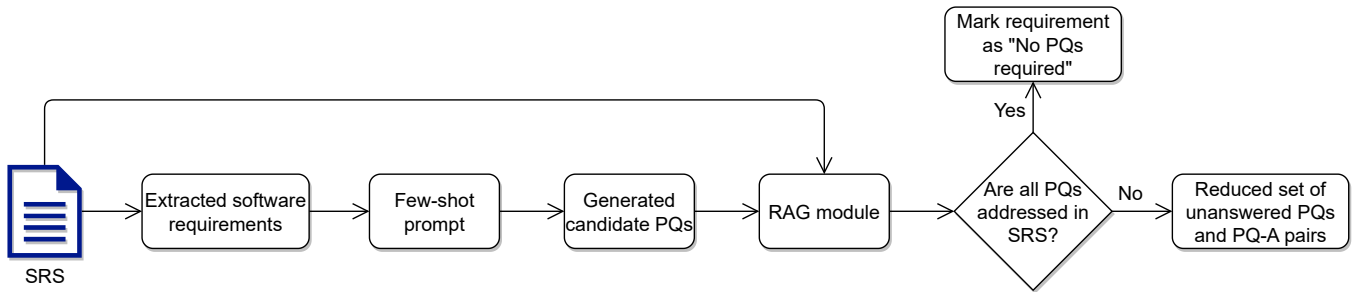 Mark requirement
as "No PQs
required"
Yes
Extracted software
requirements
Few-shot
prompt
Generated
candidate PQs
RAG module
Are all PQs
addressed in
SRS?
No
Reduced set of
unanswered PQs
and PQ-A pairs
SRS